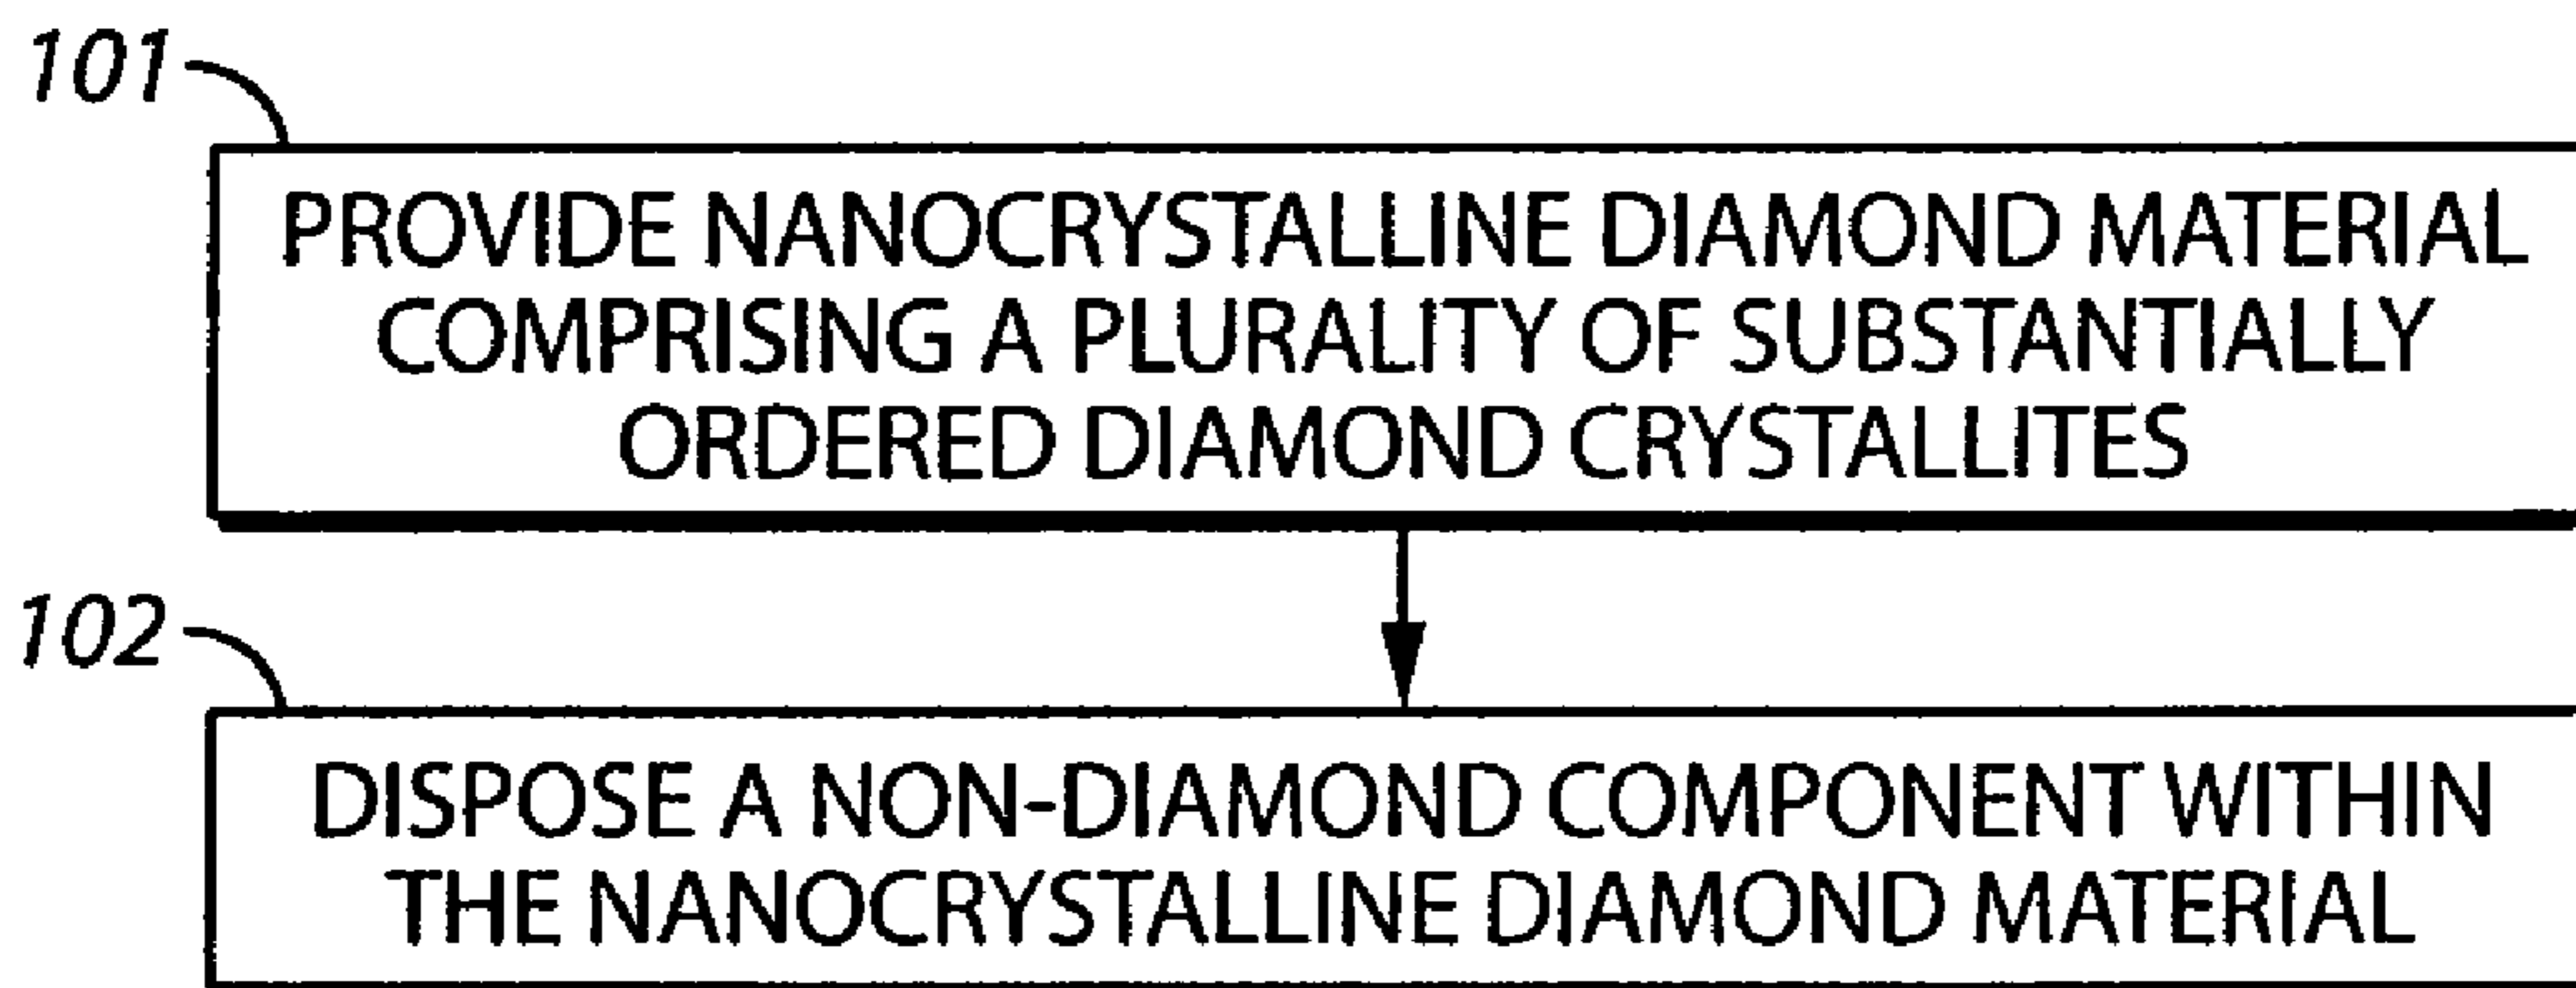 101
PROVIDE NANOCRYSTALLINE DIAMOND MATERIAL
COMPRISING A PLURALITY OF SUBSTANTIALLY
ORDERED DIAMOND CRYSTALLITES
102
DISPOSE A NON-DIAMOND COMPONENT WITHIN
THE NANOCRYSTALLINE DIAMOND MATERIAL